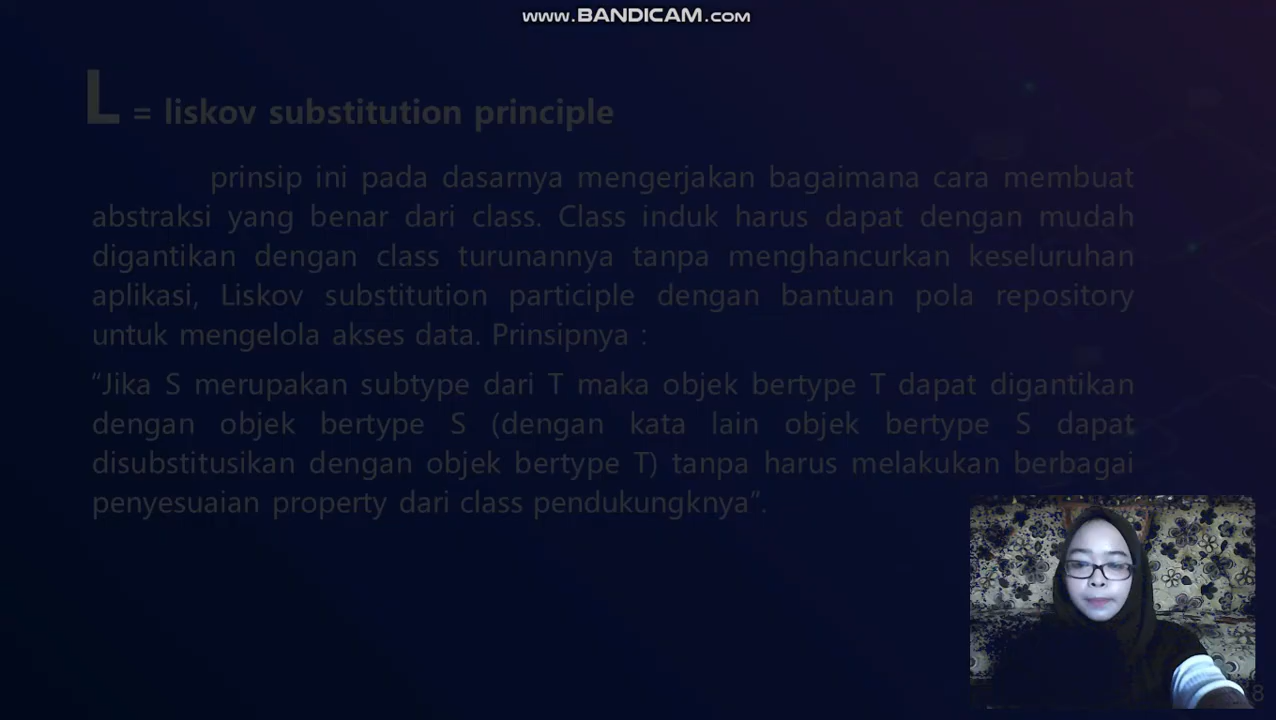 www.BANDICAM.com
L = liskov substitution principle
prinsip ini pada dasarnya mengerjakan bagaimana cara membuat
abstraksi yang benar dari class. Class induk harus dapat dengan mudah
digantikan dengan class turunannya tanpa menghancurkan keseluruhan
aplikasi, Liskov substitution participle dengan bantuan pola repository
untuk mengelola akses data. Prinsipnya :
“Jika S merupakan subtype dari T maka objek bertype T dapat digantikan
dengan objek bertype S (dengan kata lain objek bertype S dapat
disubstitusikan dengan objek bertype T) tanpa harus melakukan berbagai
penyesuaian property dari class pendukungknya”.
8